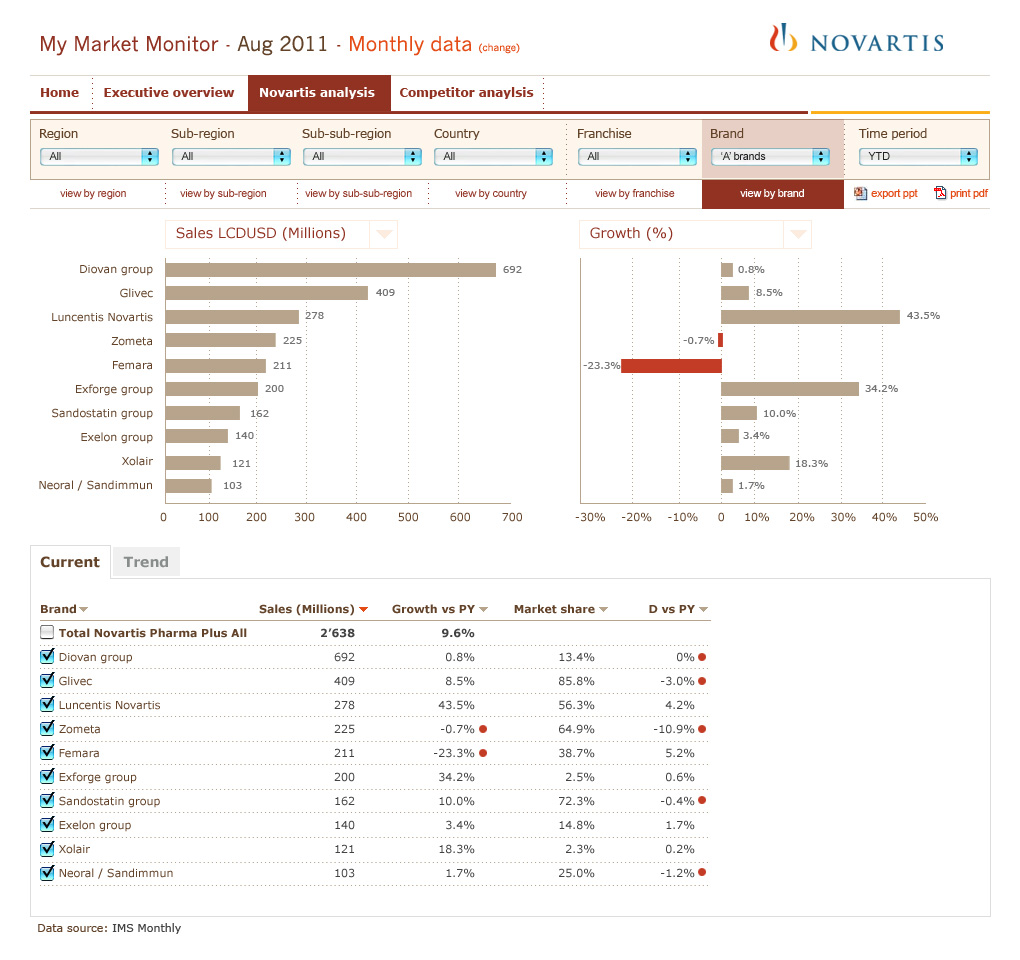 My Market Monitor - Aug 2011 - Monthly data (change)
NOVARTIS
Home Executive overview Novartis analysis Competitor anaylsis
Region Sub-region Sub-sub-region Country Franchise Brand Time period
All All All All All 'A' brands YTD
view by region view by sub-region view by sub-sub-region view by country view by franchise view by brand export ppt print pdf
Sales LCDUSD (Millions)
Diovan group 692
Glivec 409
Luncentis Novartis 278
Zometa 225
Femara 211
Exforge group 200
Sandostatin group 162
Exelon group 140
Xolair 121
Neoral / Sandimmun 103
0 100 200 300 400 500 600 700
Growth (%)
0.8%
8.5%
43.5%
-0.7%
-23.3%
34.2%
10.0%
3.4%
18.3%
1.7%
-30% -20% -10% 0 10% 20% 30% 40% 50%
Current Trend
Brand Sales (Millions) Growth vs PY Market share D vs PY
Total Novartis Pharma Plus All 2’638 9.6%
Diovan group 692 0.8% 13.4% 0%
Glivec 409 8.5% 85.8% -3.0%
Luncentis Novartis 278 43.5% 56.3% 4.2%
Zometa 225 -0.7% 64.9% -10.9%
Femara 211 -23.3% 38.7% 5.2%
Exforge group 200 34.2% 2.5% 0.6%
Sandostatin group 162 10.0% 72.3% -0.4%
Exelon group 140 3.4% 14.8% 1.7%
Xolair 121 18.3% 2.3% 0.2%
Neoral / Sandimmun 103 1.7% 25.0% -1.2%
Data source: IMS Monthly